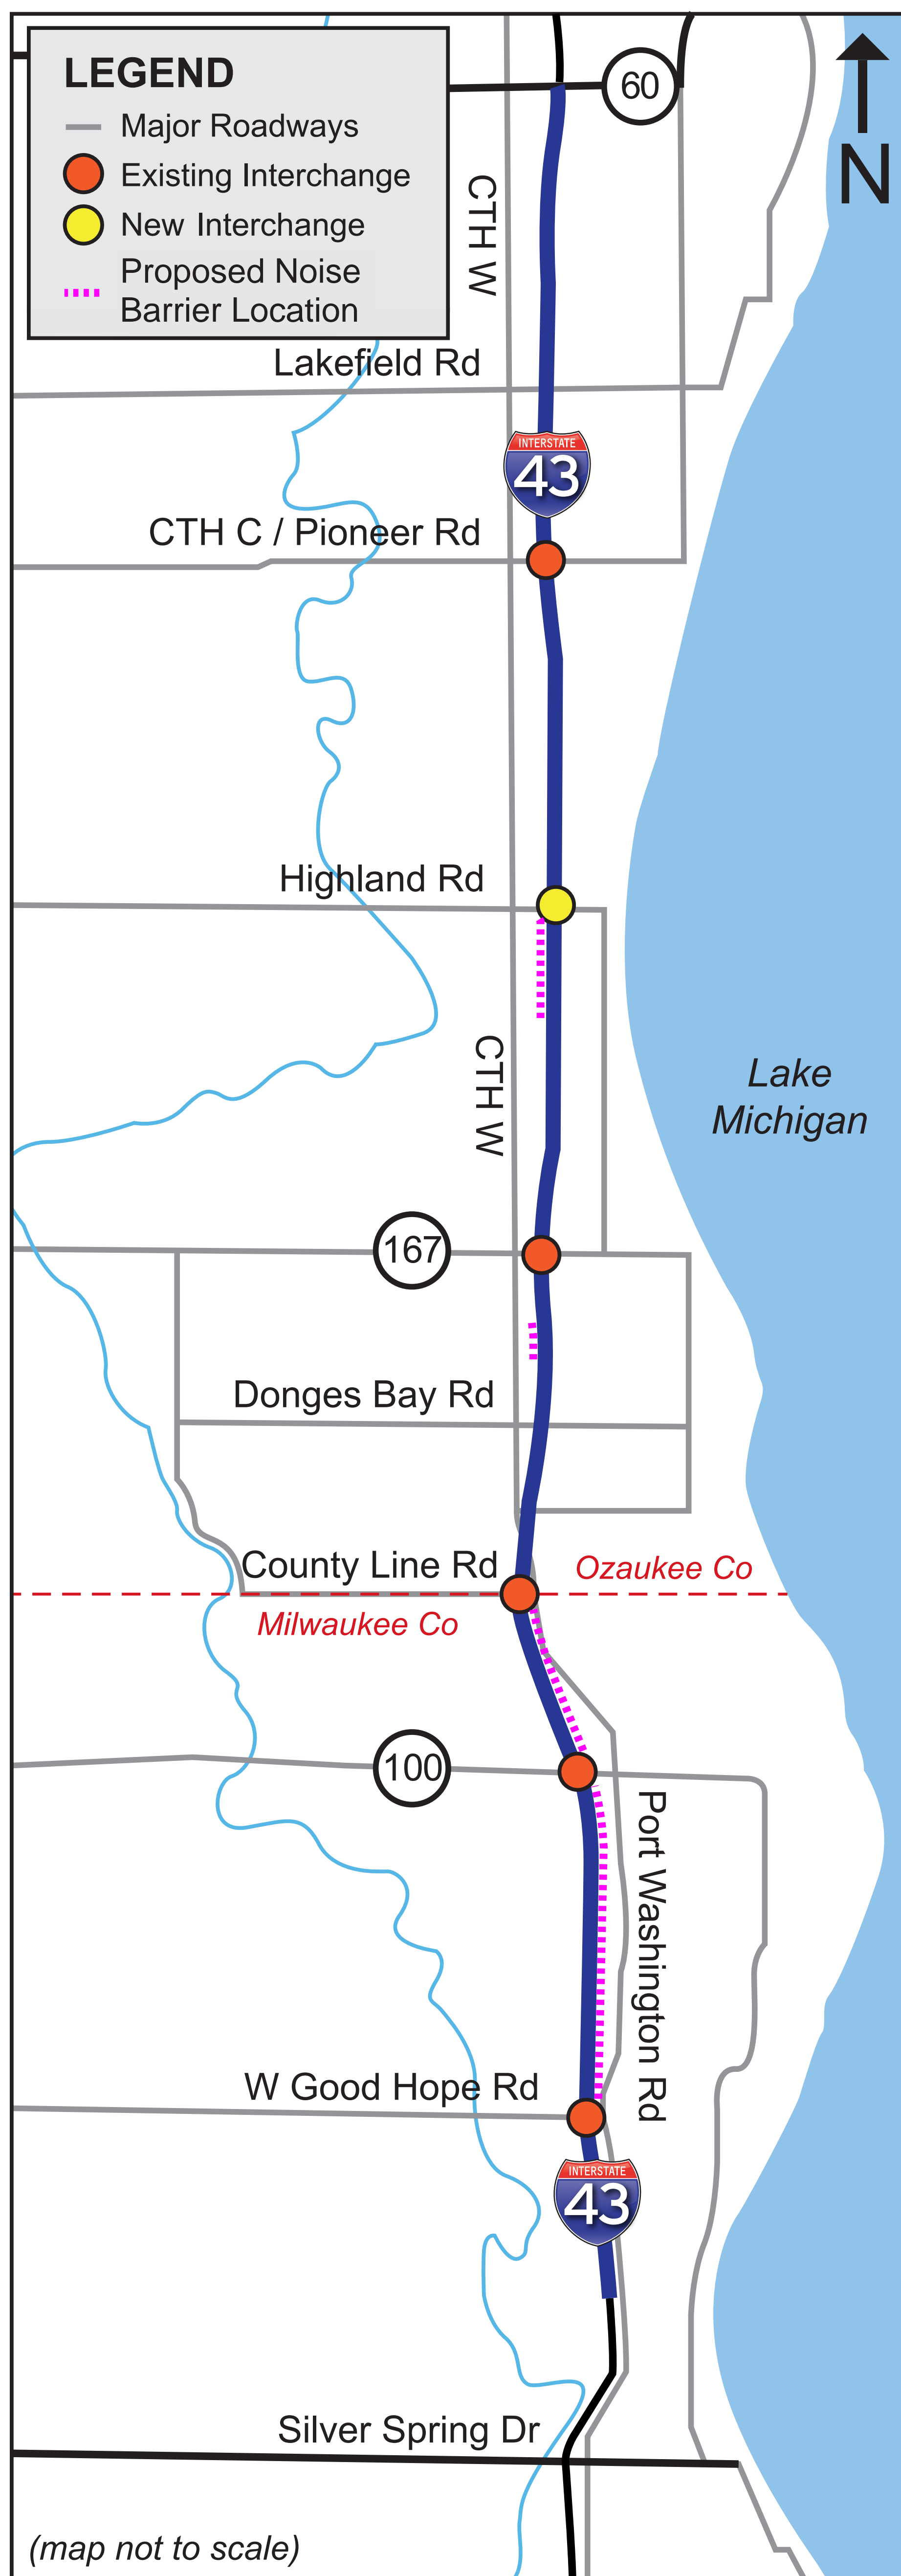 LEGEND
Major Roadways
Existing Interchange
New Interchange
Proposed Noise
Barrier Location
60
N
CTH W
Lakefield Rd
INTERSTATE
43
CTH C / Pioneer Rd
Highland Rd
CTH W
Lake
Michigan
167
Donges Bay Rd
County Line Rd
Ozaukee Co
Milwaukee Co
100
Port Washington Rd
W Good Hope Rd
INTERSTATE
43
Silver Spring Dr
(map not to scale)